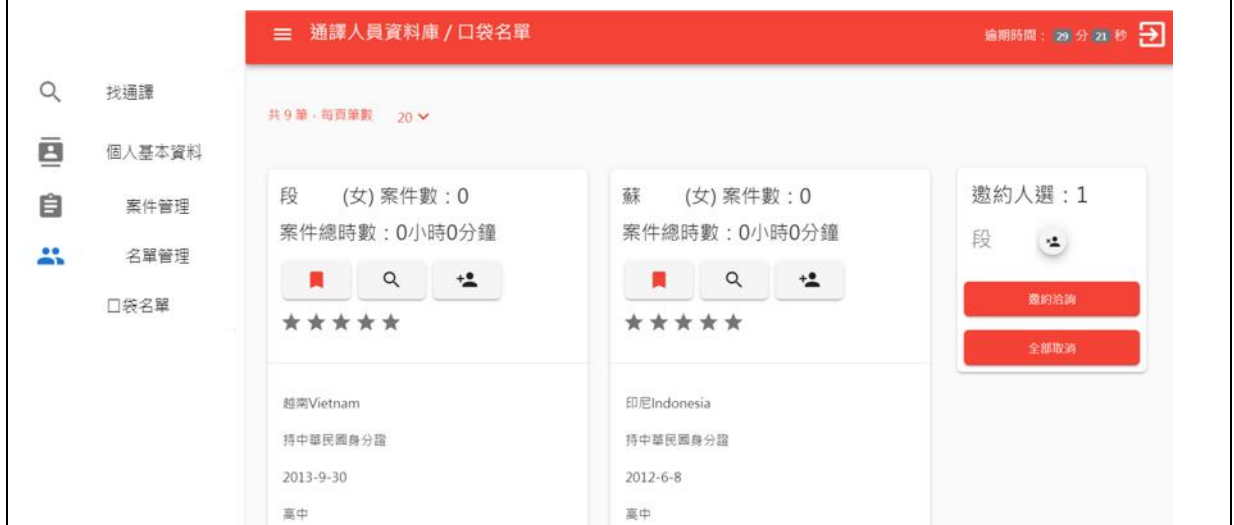 通譯人員資料庫 / 口袋名單
逾期時間： 29 分 21 秒
找通譯
個人基本資料
案件管理
名單管理
口袋名單
共 9 筆 - 每頁筆數 20
段 (女) 案件數：0
案件總時數：0小時0分鐘
越南Vietnam
持中華民國身分證
2013-9-30
高中
蘇 (女) 案件數：0
案件總時數：0小時0分鐘
印尼Indonesia
持中華民國身分證
2012-6-8
高中
邀約人選：1
段
邀約洽詢
全部取消